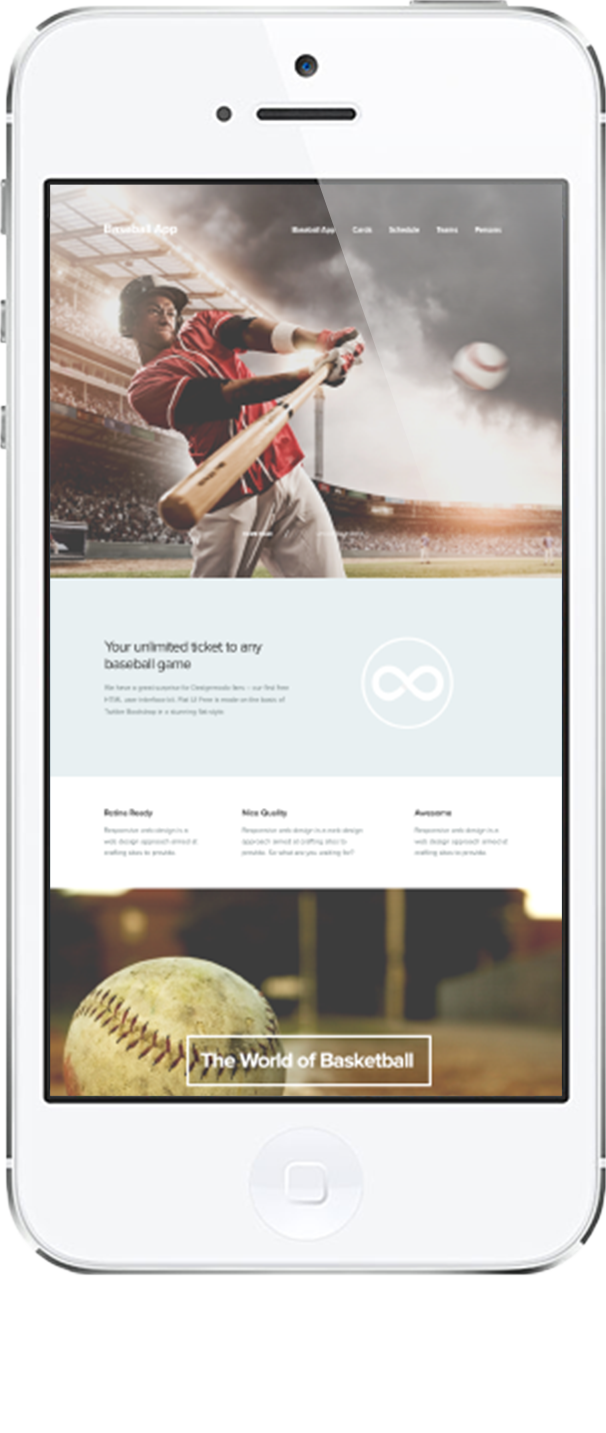 Baseball App
Baseball App Cards Schedule Teams Persons
Your unlimited ticket to any
baseball game
We have a great surprise for Designmodo fans – our first free
HTML user interface kit. Flat UI Free is made on the basis of
Twitter Bootstrap in a stunning flat-style.
Retina Ready
Responsive web design is a
web design approach aimed at
crafting sites to provide.
Nice Quality
Responsive web design is a web design
approach aimed at crafting sites to
provide. So what are you waiting for?
Awesome
Responsive web design is a
web design approach aimed at
crafting sites to provide.
The World of Basketball